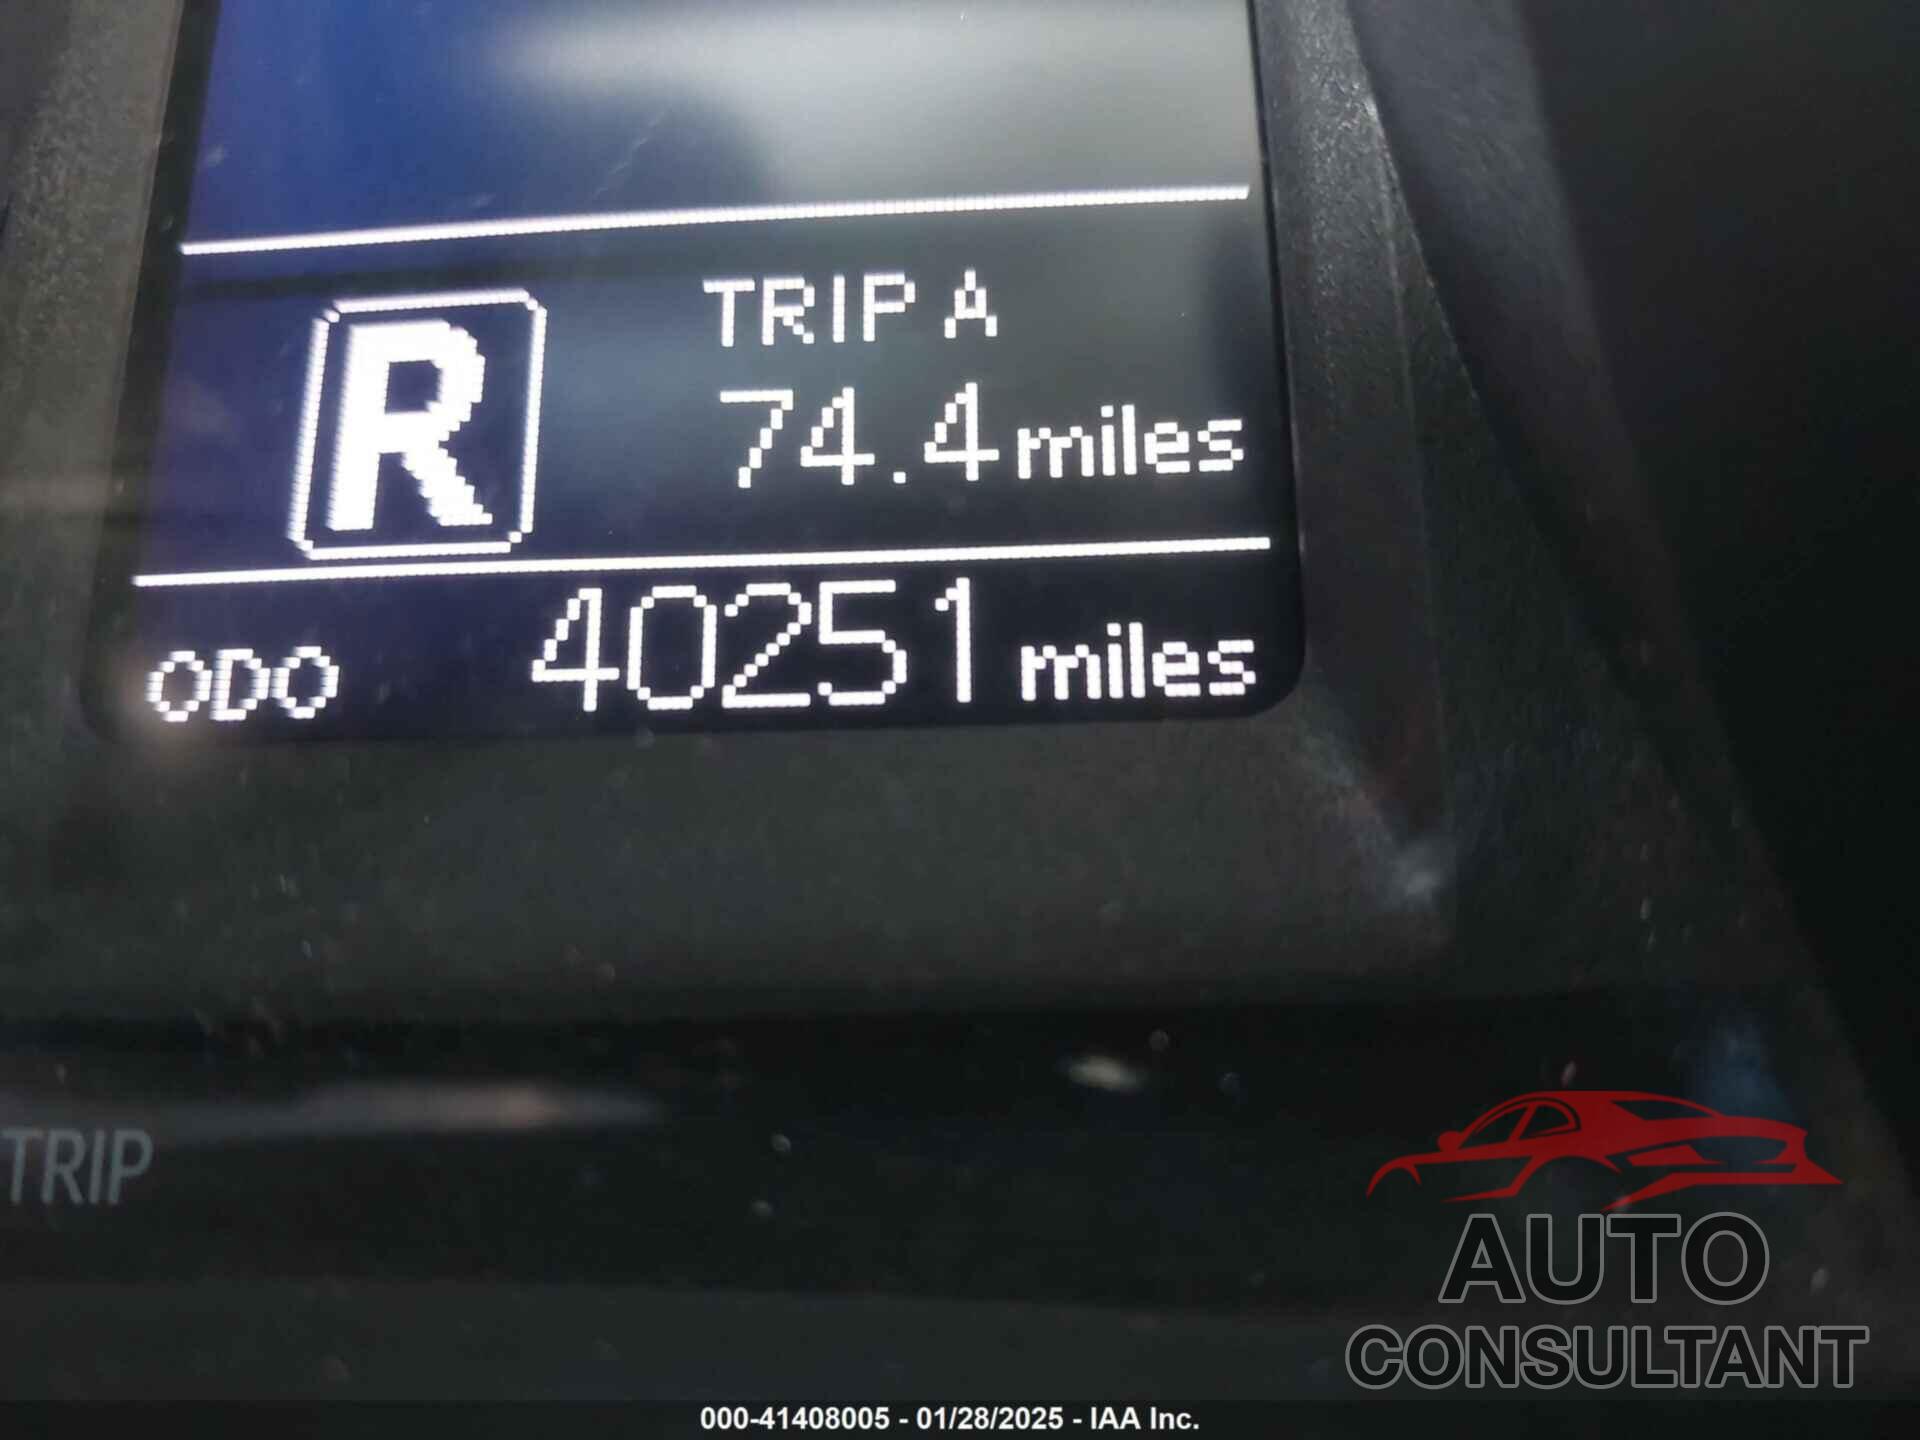 R
TRIP A
74.4 miles
ODO 40251 miles
TRIP
AUTO
CONSULTANT
000-41408005 - 01/28/2025 - IAA Inc.